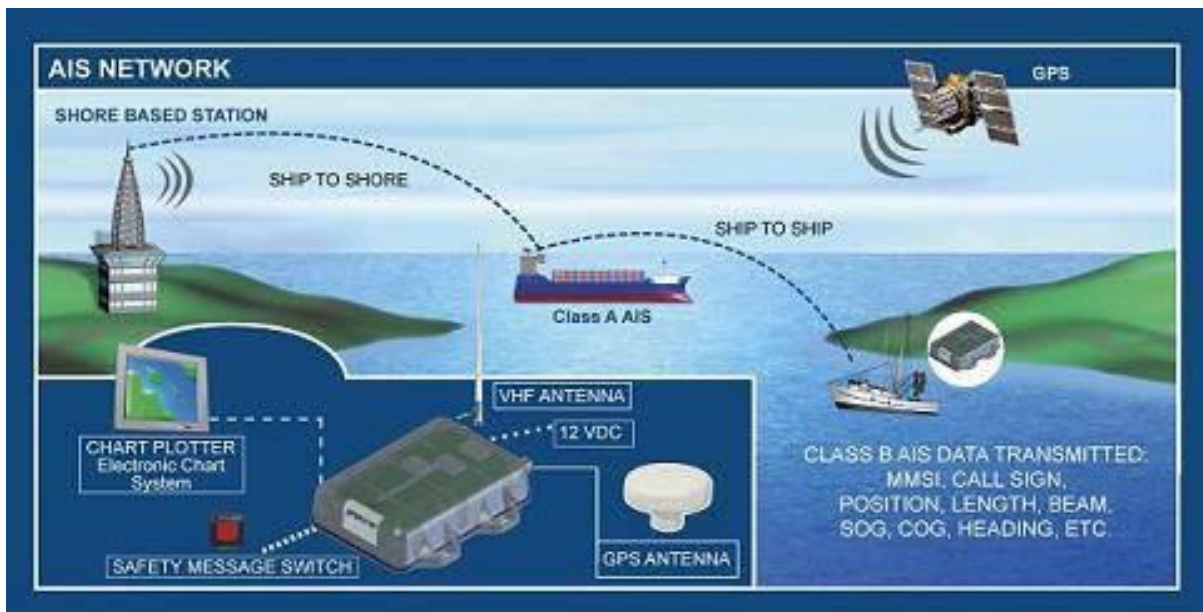 AIS NETWORK
GPS
SHORE BASED STATION
SHIP TO SHORE
SHIP TO SHIP
Class A AIS
VHF ANTENNA
12 VDC
CHART PLOTTER
Electronic Chart
System
CLASS B AIS DATA TRANSMITTED:
MMSI, CALL SIGN,
POSITION, LENGTH, BEAM,
SOG, COG, HEADING, ETC.
GPS ANTENNA
SAFETY MESSAGE SWITCH